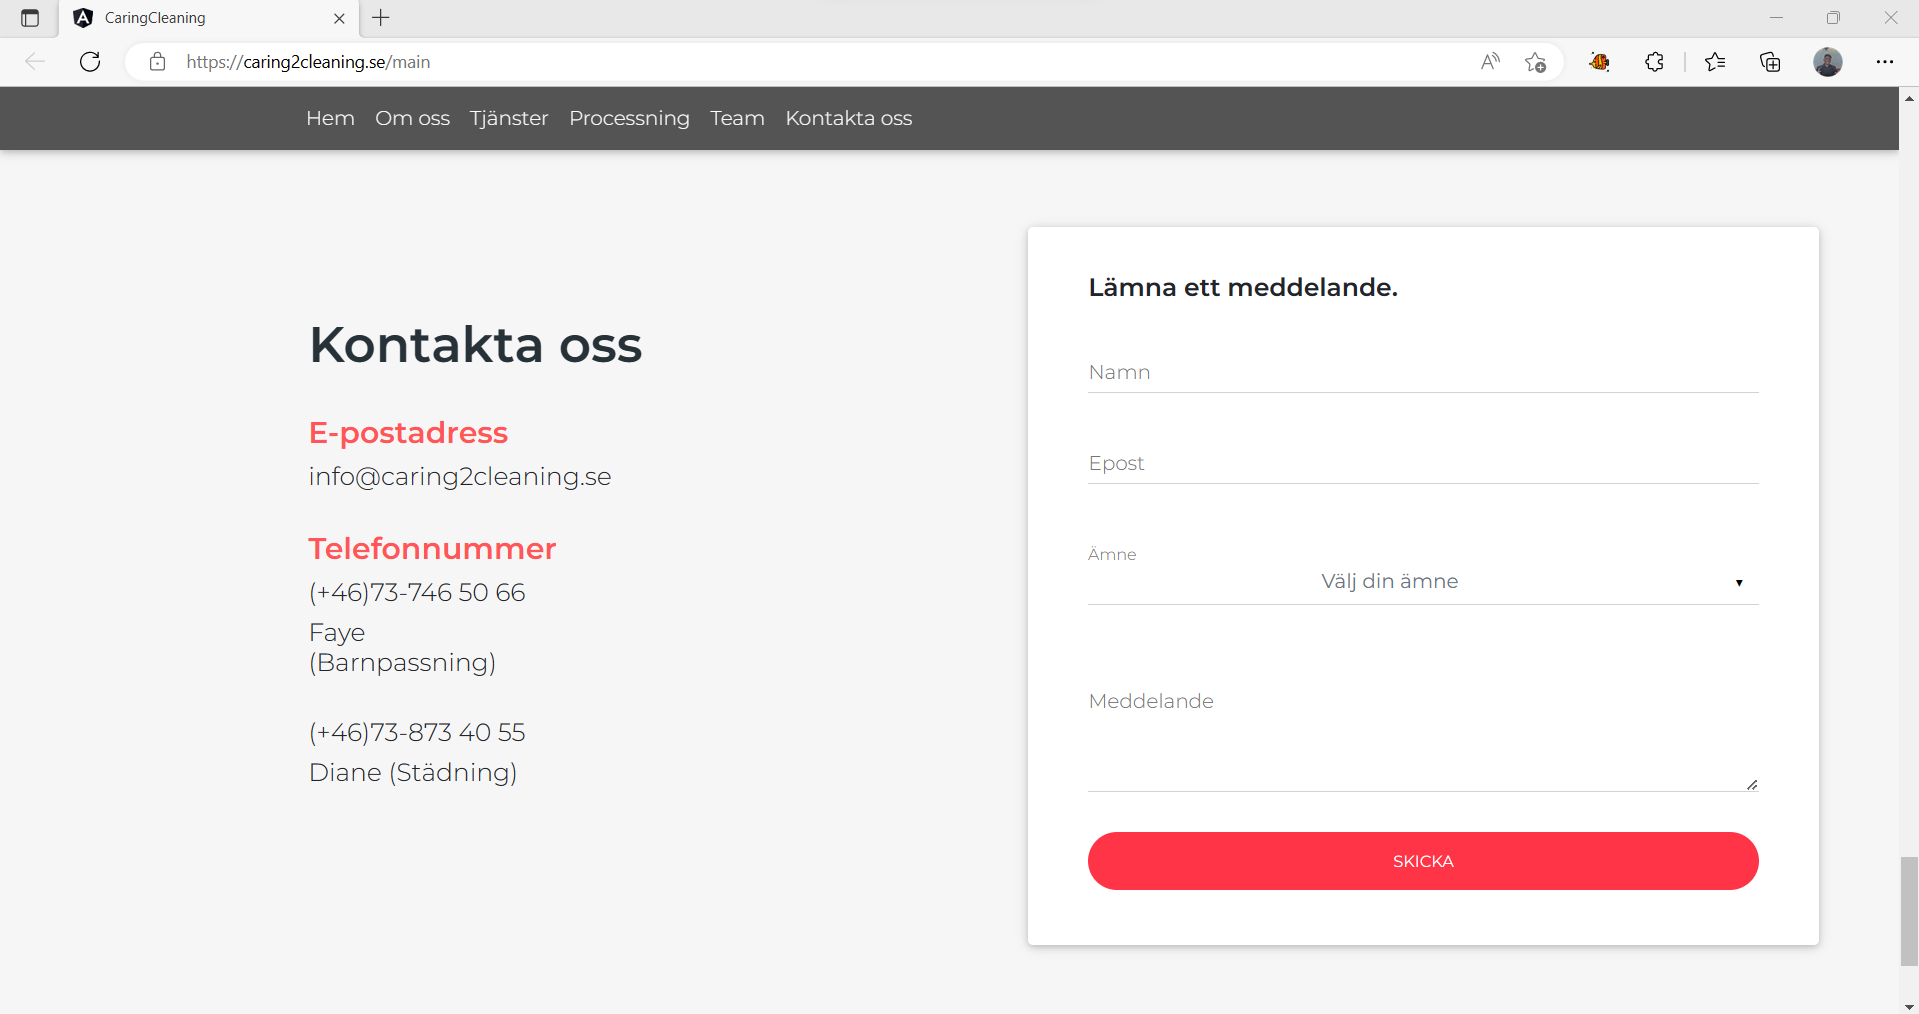 CaringCleaning
https://caring2cleaning.se/main
Hem Om oss Tjänster Processning Team Kontakta oss
Kontakta oss
E-postadress
info@caring2cleaning.se
Telefonnummer
(+46)73-746 50 66
Faye
(Barnpassning)
(+46)73-873 40 55
Diane (Städning)
Lämna ett meddelande.
Namn
Epost
Ämne
Välj din ämne
Meddelande
SKICKA